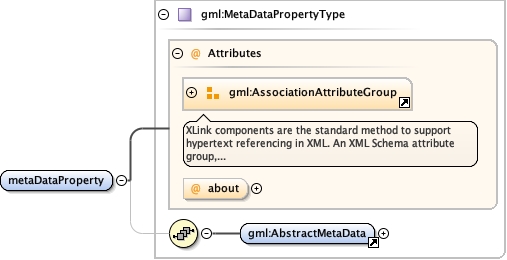 gml:MetaDataPropertyType
@ Attributes
gml:AssociationAttributeGroup
XLink components are the standard method to support
hypertext referencing in XML. An XML Schema attribute
group,...
metaDataProperty
@ about
gml:AbstractMetaData